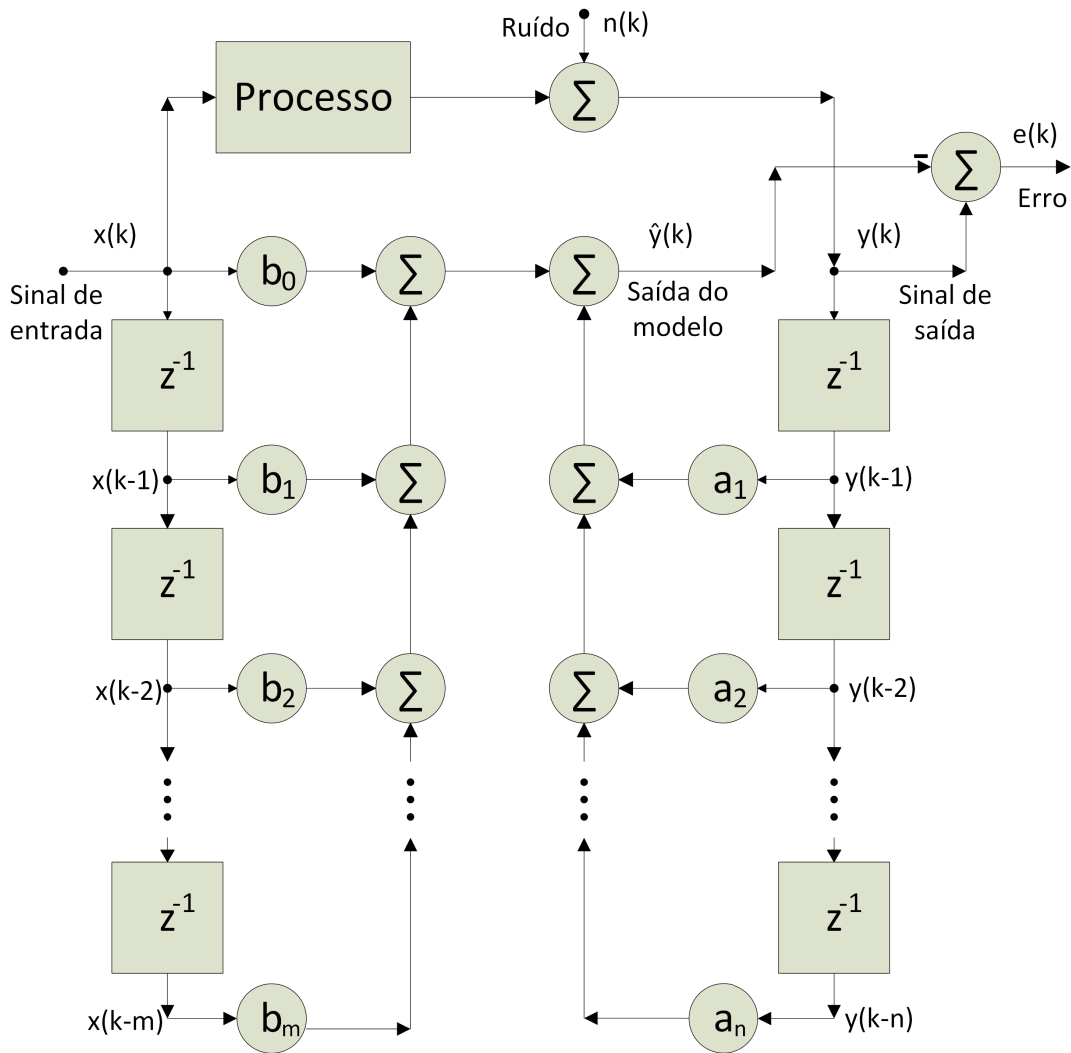 Ruído n(k)
Processo
∑
e(k)
-
∑
Erro
x(k)
ŷ(k)
y(k)
b0
∑
∑
Sinal de
entrada
Saída do
modelo
Sinal de
saída
z-1
z-1
x(k-1)
b1
∑
∑
a1
y(k-1)
z-1
z-1
x(k-2)
b2
∑
∑
a2
y(k-2)
z-1
z-1
x(k-m)
bm
an
y(k-n)